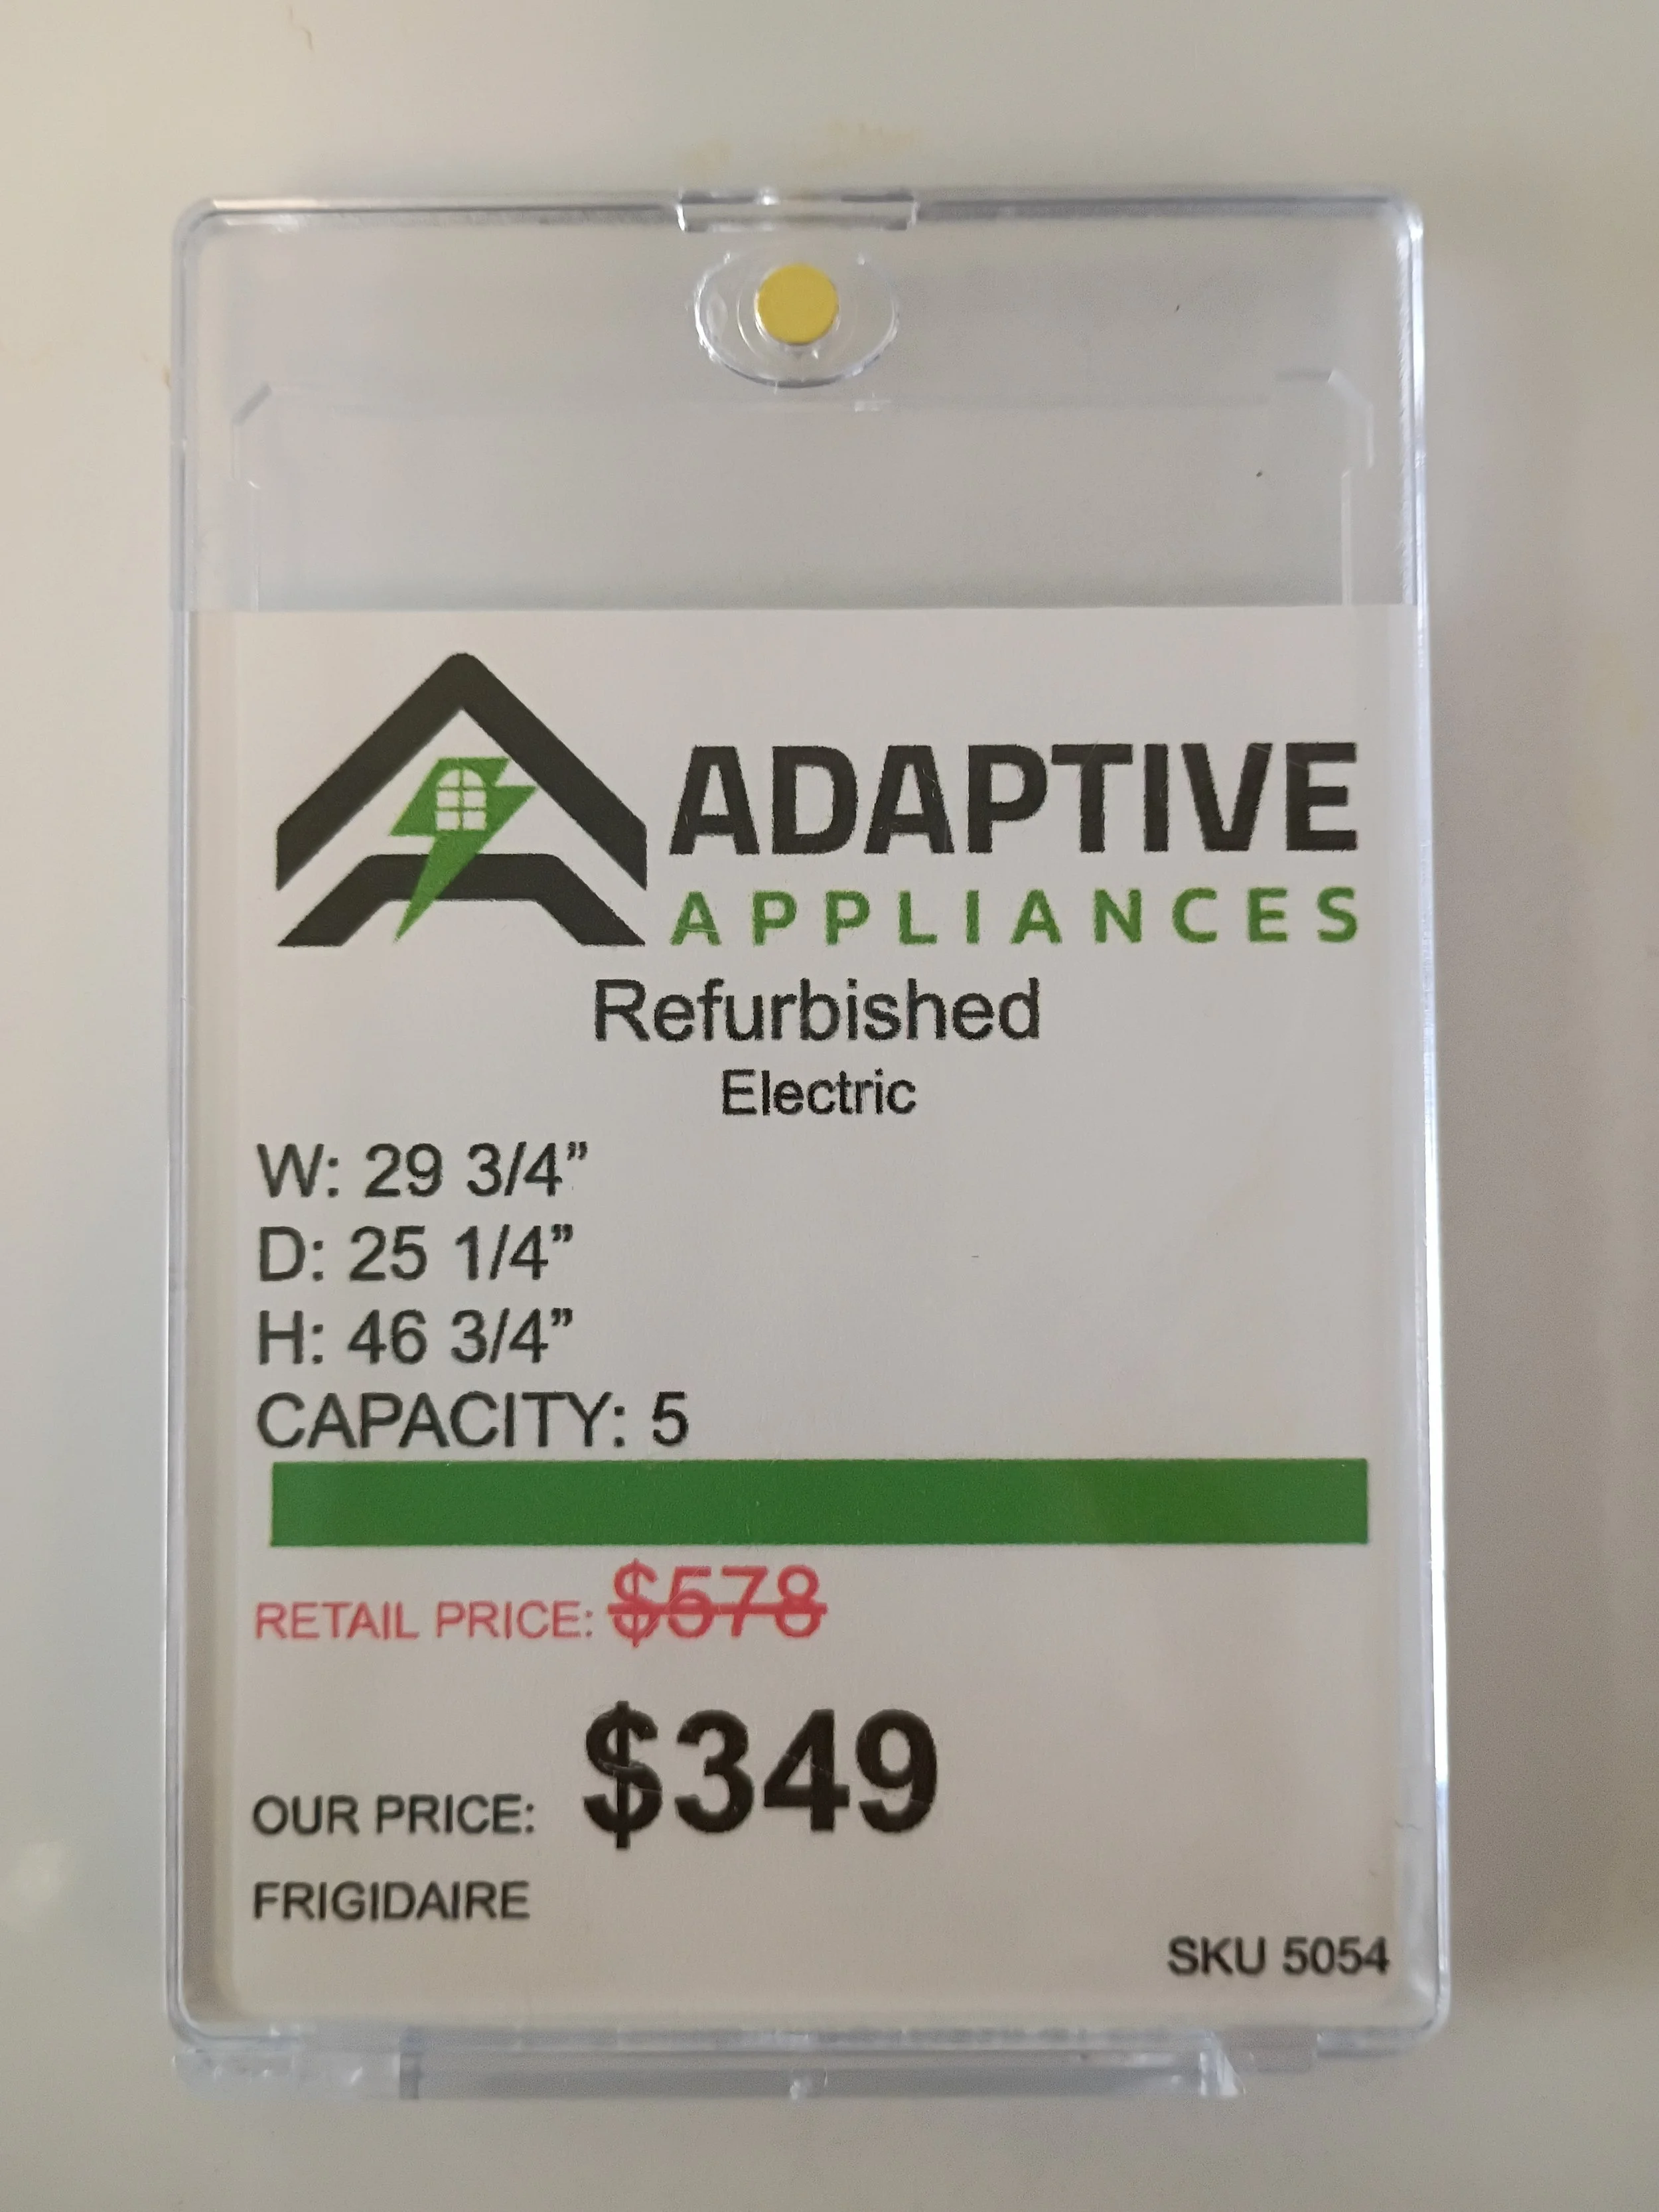 ADAPTIVE
APPLIANCES
Refurbished
Electric
W: 29 3/4”
D: 25 1/4”
H: 46 3/4”
CAPACITY: 5
RETAIL PRICE: $578
OUR PRICE: $349
FRIGIDAIRE
SKU 5054